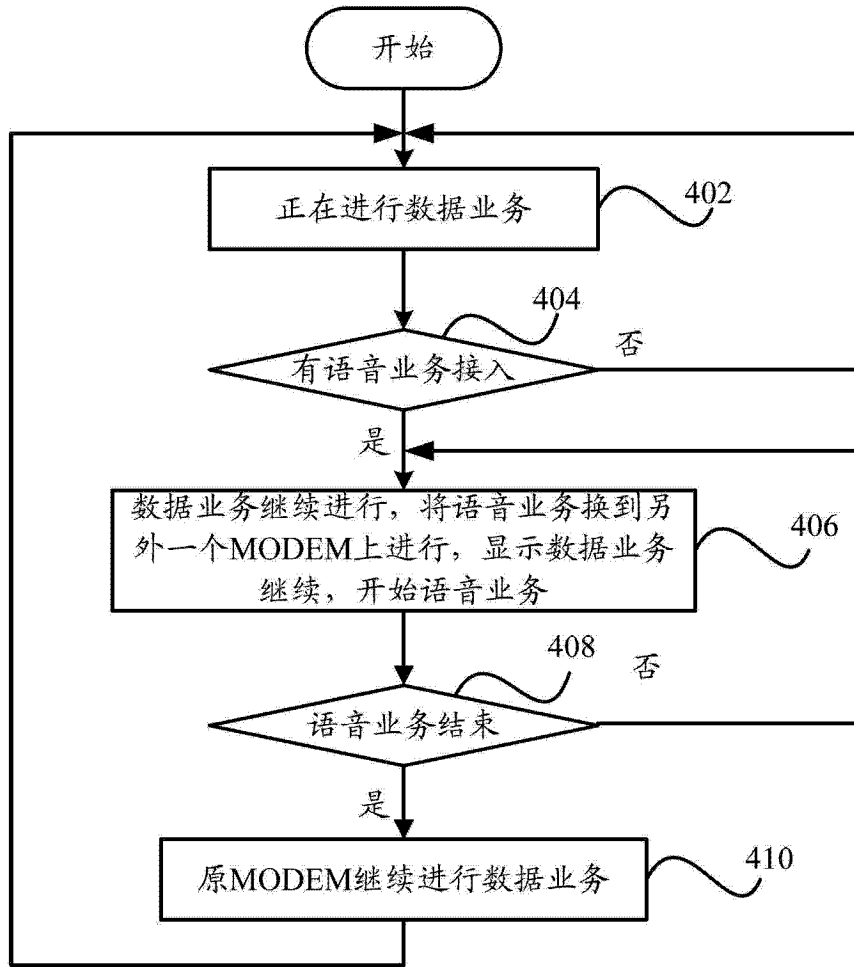 开始
正在进行数据业务
402
404
有语音业务接入
否
是
数据业务继续进行，将语音业务换到另
外一个MODEM上进行，显示数据业务
继续，开始语音业务
406
408
否
语音业务结束
是
原MODEM继续进行数据业务
410